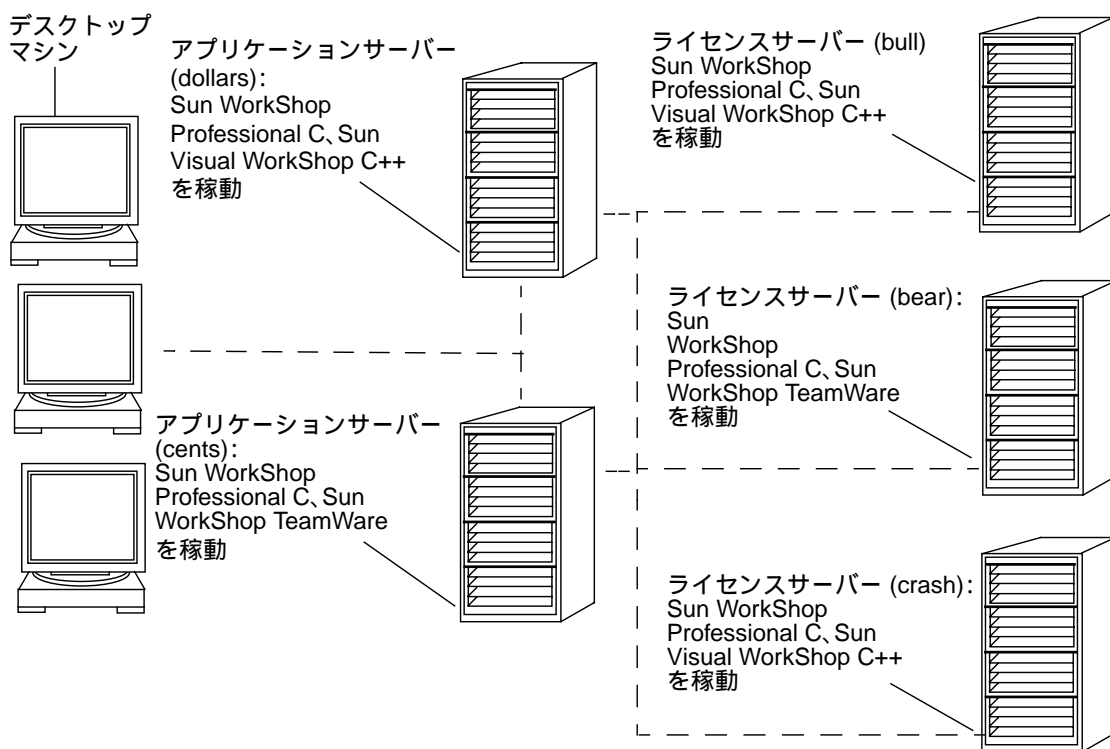 デスクトップ
マシン
アプリケーションサーバー
(dollars):
Sun WorkShop
Professional C、Sun
Visual WorkShop C++
を稼動
アプリケーションサーバー
(cents):
Sun WorkShop
Professional C、Sun
WorkShop TeamWare
を稼動
ライセンスサーバー (bull)
Sun WorkShop
Professional C、Sun
Visual WorkShop C++
を稼動
ライセンスサーバー (bear):
Sun
WorkShop
Professional C、Sun
WorkShop TeamWare
を稼動
ライセンスサーバー (crash):
Sun WorkShop
Professional C、Sun
Visual WorkShop C++
を稼動